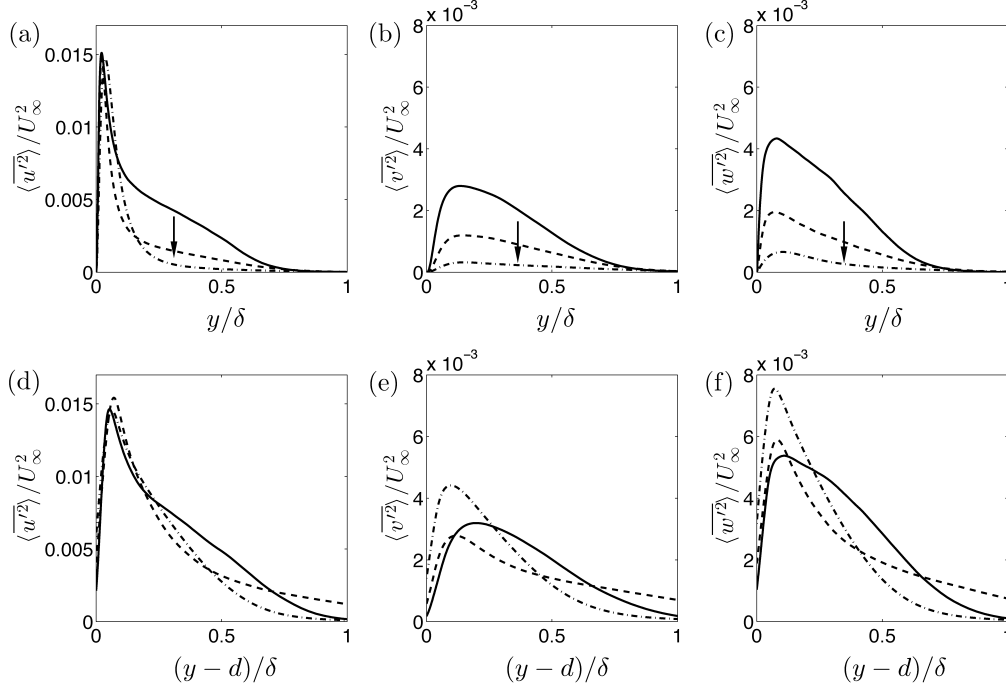 (a)
0.015
0.01
0.005
0
⟨u′²⟩/U∞²
0 0.5 1
y/δ
(b)
x 10⁻³
8
6
4
2
0
⟨v′²⟩/U∞²
0 0.5 1
y/δ
(c)
x 10⁻³
8
6
4
2
0
⟨w′²⟩/U∞²
0 0.5 1
y/δ
(d)
0.015
0.01
0.005
0
⟨u′²⟩/U∞²
0 0.5 1
(y − d)/δ
(e)
x 10⁻³
8
6
4
2
0
⟨v′²⟩/U∞²
0 0.5 1
(y − d)/δ
(f)
x 10⁻³
8
6
4
2
0
⟨w′²⟩/U∞²
0 0.5 1
(y − d)/δ